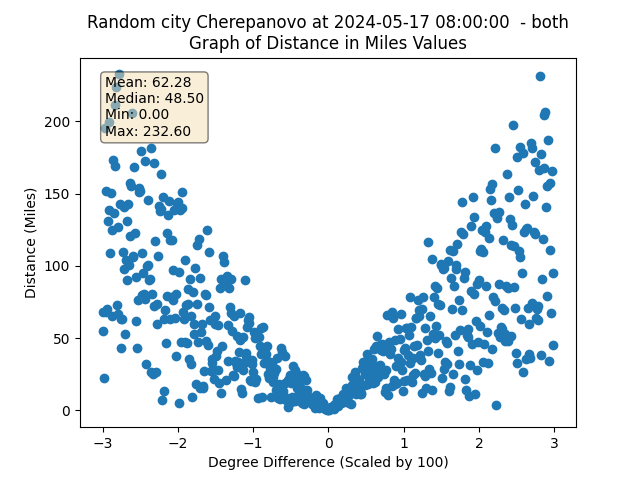 Random city Cherepanovo at 2024-05-17 08:00:00  - both
Graph of Distance in Miles Values
Mean: 62.28
Median: 48.50
Min: 0.00
Max: 232.60
Distance (Miles)
200
150
100
50
0
−3
−2
−1
0
1
2
3
Degree Difference (Scaled by 100)